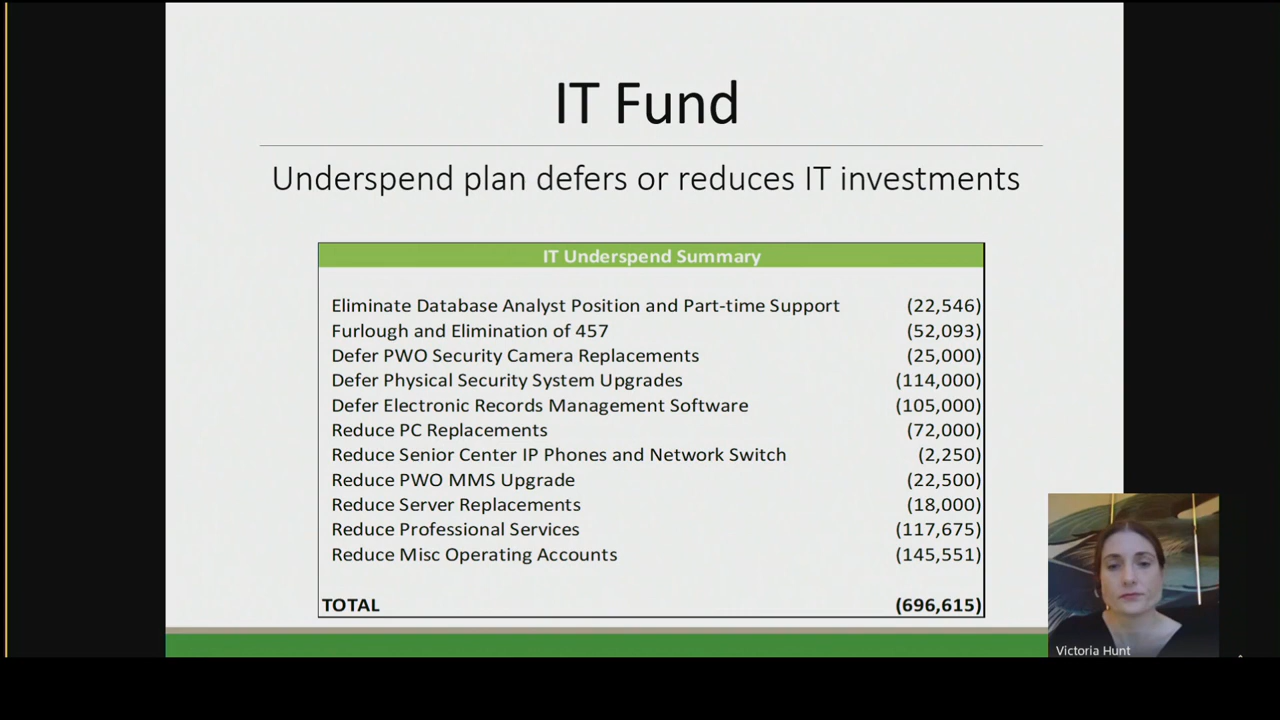 IT Fund
Underspend plan defers or reduces IT investments
IT Underspend Summary
Eliminate Database Analyst Position and Part-time Support (22,546)
Furlough and Elimination of 457 (52,093)
Defer PWO Security Camera Replacements (25,000)
Defer Physical Security System Upgrades (114,000)
Defer Electronic Records Management Software (105,000)
Reduce PC Replacements (72,000)
Reduce Senior Center IP Phones and Network Switch (2,250)
Reduce PWO MMS Upgrade (22,500)
Reduce Server Replacements (18,000)
Reduce Professional Services (117,675)
Reduce Misc Operating Accounts (145,551)
TOTAL (696,615)
Victoria Hunt